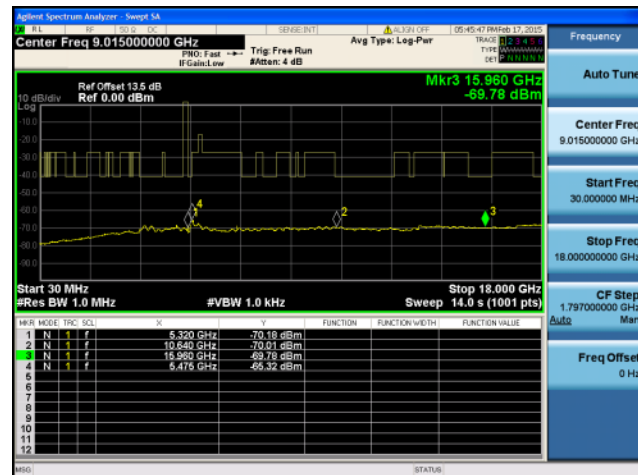 Agilent Spectrum Analyzer - Swept SA
RL RF 50 Ω DC SENSE:INT ALIGN OFF 05:45:47 PM Feb 17, 2015
Center Freq 9.015000000 GHz
PNO: Fast
IFGain:Low
Trig: Free Run
#Atten: 4 dB
Avg Type: Log-Pwr
TRACE 1 2 3 4 5 6
TYPE
DET P N N N N N
Ref Offset 13.5 dB
10 dB/div Ref 0.00 dBm
Log
Mkr3 15.960 GHz
-69.78 dBm
-10.0
-20.0
-30.0
-40.0
-50.0
-60.0
-70.0
-80.0
-90.0
4
1
2
3
Start 30 MHz
#Res BW 1.0 MHz
#VBW 1.0 kHz
Stop 18.000 GHz
Sweep 14.0 s (1001 pts)
MKR MODE TRC SCL X Y FUNCTION FUNCTION WIDTH FUNCTION VALUE
1 N 1 f 5.320 GHz -70.18 dBm
2 N 1 f 10.640 GHz -70.01 dBm
3 N 1 f 15.960 GHz -69.78 dBm
4 N 1 f 5.475 GHz -65.32 dBm
5
6
7
8
9
10
11
12
MSG STATUS
Frequency
Auto Tune
Center Freq
9.015000000 GHz
Start Freq
30.000000 MHz
Stop Freq
18.000000000 GHz
CF Step
1.797000000 GHz
Auto Man
Freq Offset
0 Hz